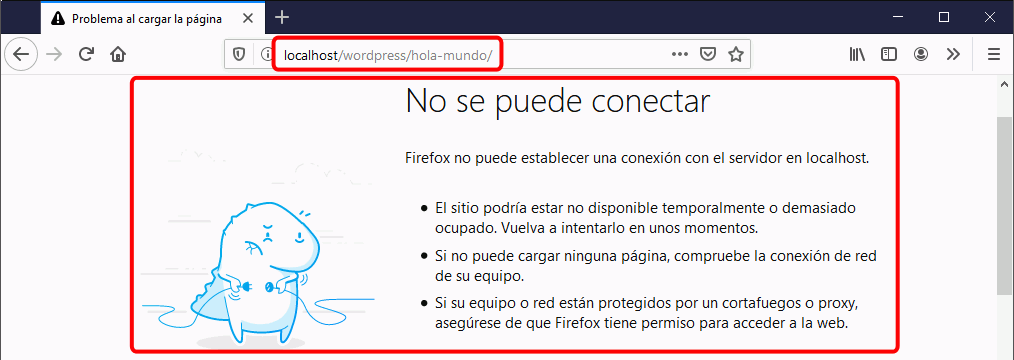 Problema al cargar la página
localhost/wordpress/hola-mundo/
No se puede conectar
Firefox no puede establecer una conexión con el servidor en localhost.
El sitio podría estar no disponible temporalmente o demasiado
ocupado. Vuelva a intentarlo en unos momentos.
Si no puede cargar ninguna página, compruebe la conexión de red
de su equipo.
Si su equipo o red están protegidos por un cortafuegos o proxy,
asegúrese de que Firefox tiene permiso para acceder a la web.